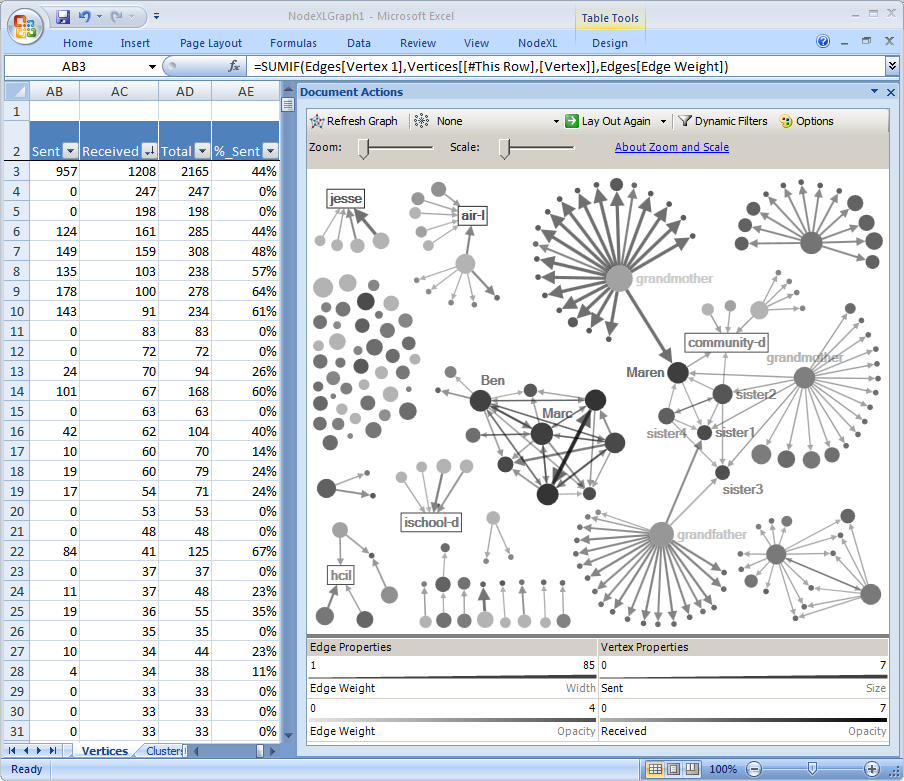 NodeXLGraph1 - Microsoft Excel
Table Tools
Home Insert Page Layout Formulas Data Review View NodeXL Design
AB3 fx =SUMIF(Edges[Vertex 1],Vertices[[#This Row],[Vertex]],Edges[Edge Weight])
AB AC AD AE
1
2 Sent Received Total %_Sent
3 957 1208 2165 44%
4 0 247 247 0%
5 0 198 198 0%
6 124 161 285 44%
7 149 159 308 48%
8 135 103 238 57%
9 178 100 278 64%
10 143 91 234 61%
11 0 83 83 0%
12 0 72 72 0%
13 24 70 94 26%
14 101 67 168 60%
15 0 63 63 0%
16 42 62 104 40%
17 10 60 70 14%
18 19 60 79 24%
19 17 54 71 24%
20 0 53 53 0%
21 0 48 48 0%
22 84 41 125 67%
23 0 37 37 0%
24 11 37 48 23%
25 19 36 55 35%
26 0 35 35 0%
27 10 34 44 23%
28 4 34 38 11%
29 0 33 33 0%
30 0 33 33 0%
31 0 33 33 0%
Vertices Clusters
Document Actions
Refresh Graph None Lay Out Again Dynamic Filters Options
Zoom: Scale: About Zoom and Scale
jesse
air-l
grandmother
community-d
grandmother
Maren
Ben
sister2
Marc
sister4 sister1
sister3
ischool-d
grandfather
hcil
Edge Properties Vertex Properties
1 85 0 7
Edge Weight Width Sent Size
0 4 0 7
Edge Weight Opacity Received Opacity
Ready 100%